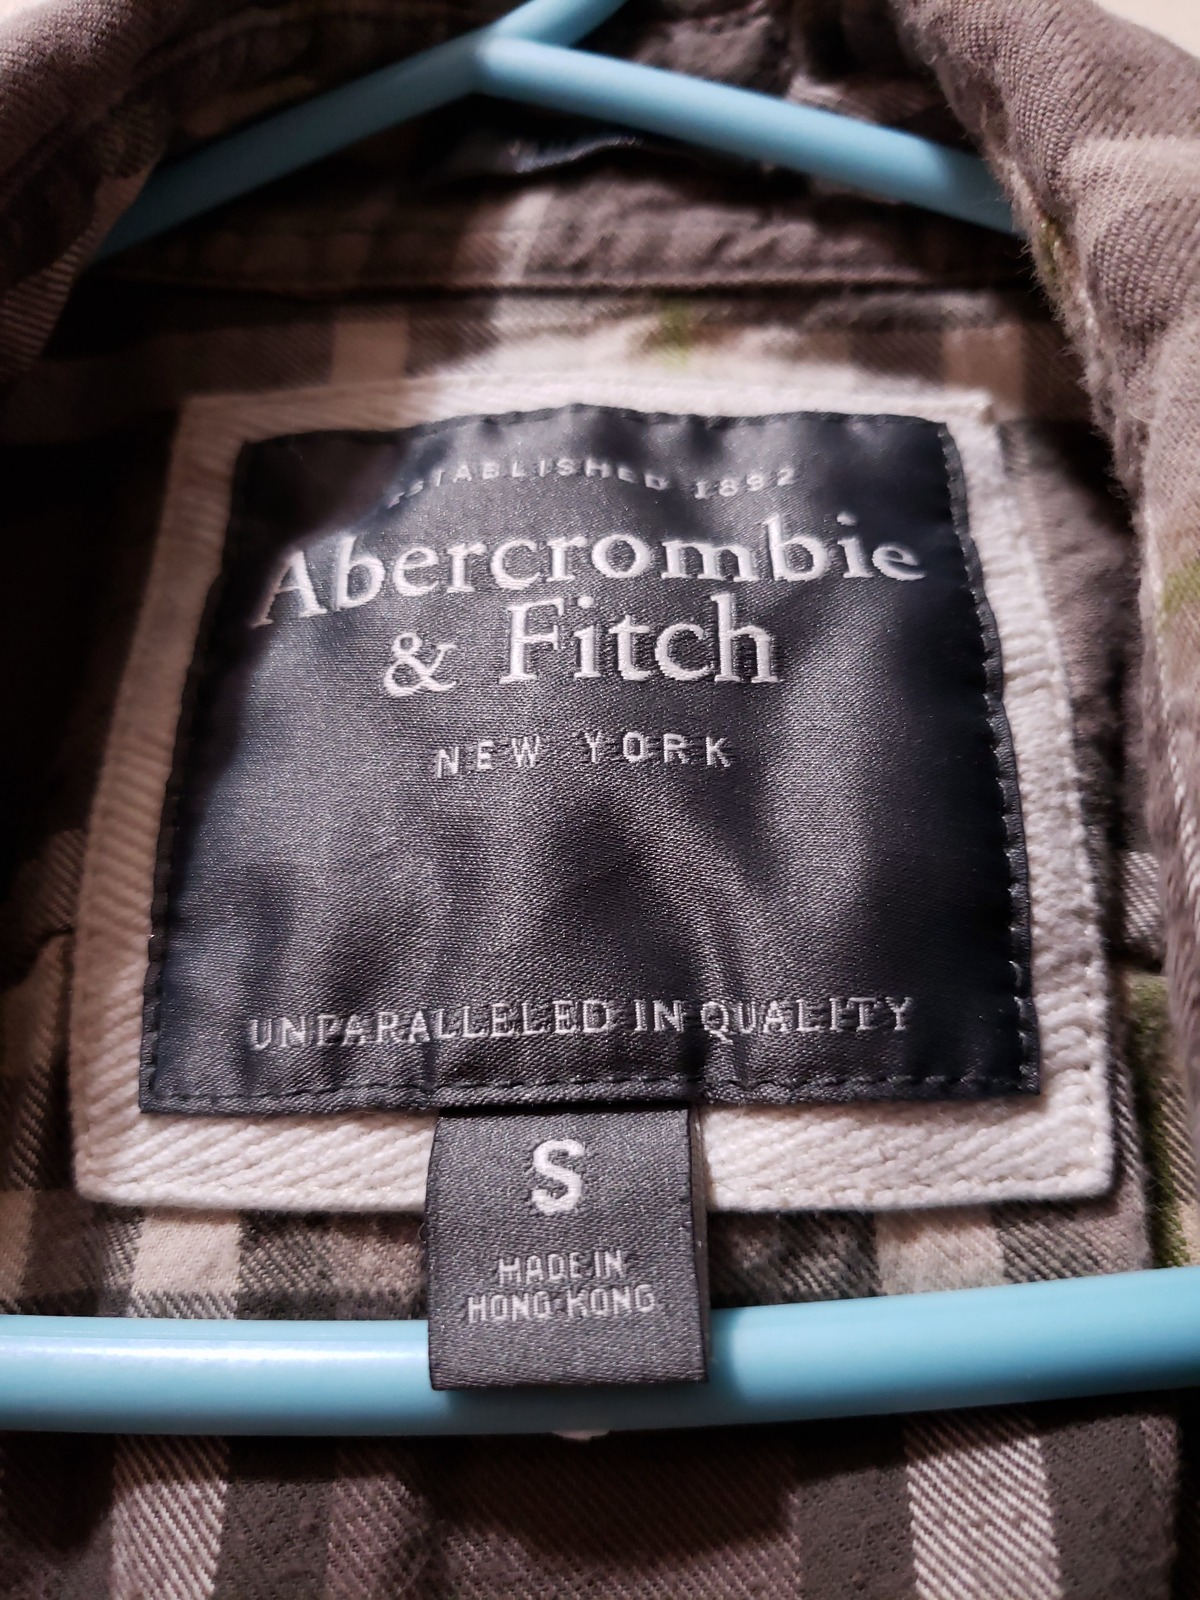 ESTABLISHED 1892
Abercrombie
& Fitch
NEW YORK
UNPARALLELED IN QUALITY
S
MADE IN
HONG KONG